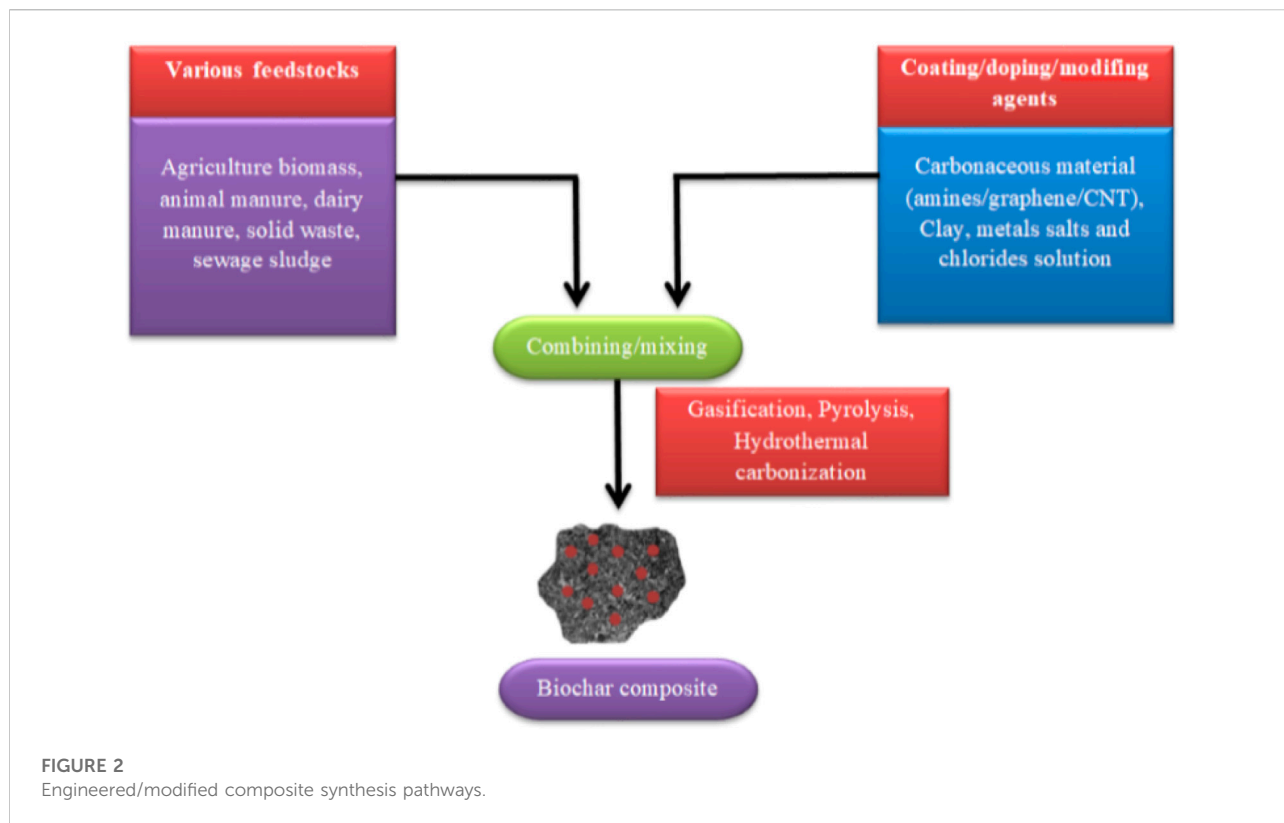 Various feedstocks
Agriculture biomass,
animal manure, dairy
manure, solid waste,
sewage sludge
Coating/doping/modifing
agents
Carbonaceous material
(amines/graphene/CNT),
Clay, metals salts and
chlorides solution
Combining/mixing
Gasification, Pyrolysis,
Hydrothermal
carbonization
Biochar composite
FIGURE 2
Engineered/modified composite synthesis pathways.